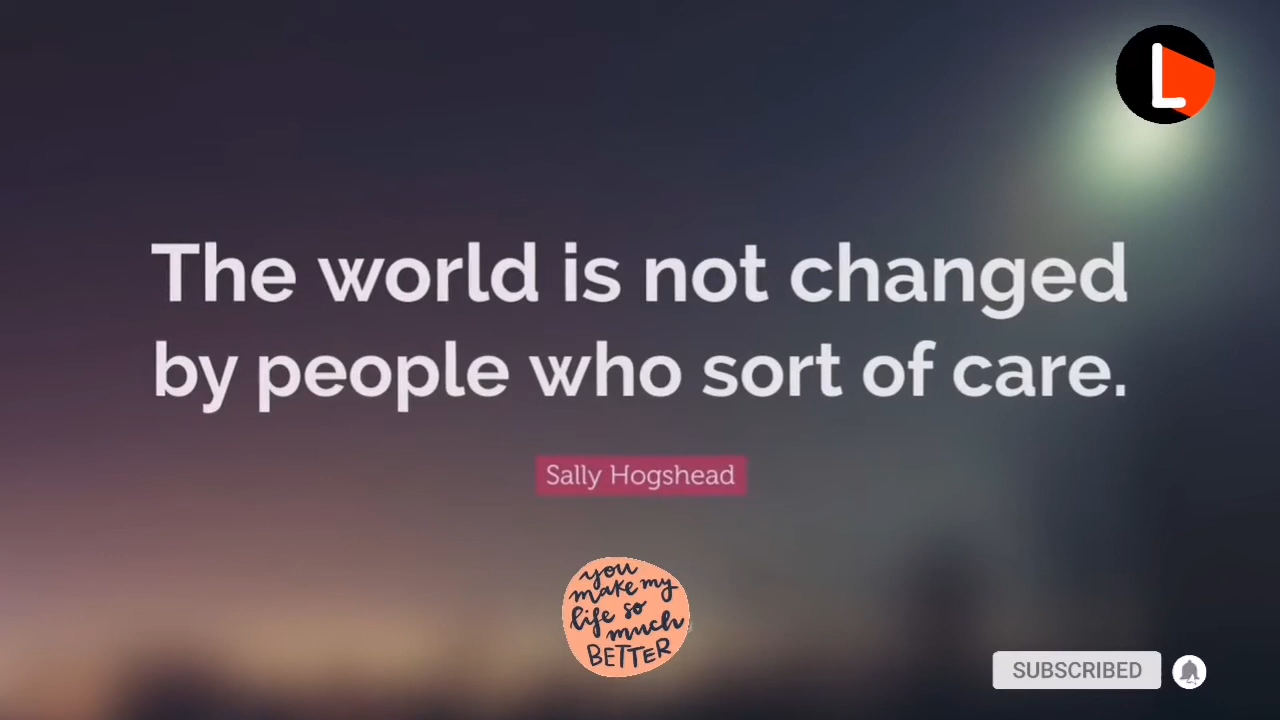 L
The world is not changed
by people who sort of care.
Sally Hogshead
you
make my
life so
much
BETTER
SUBSCRIBED